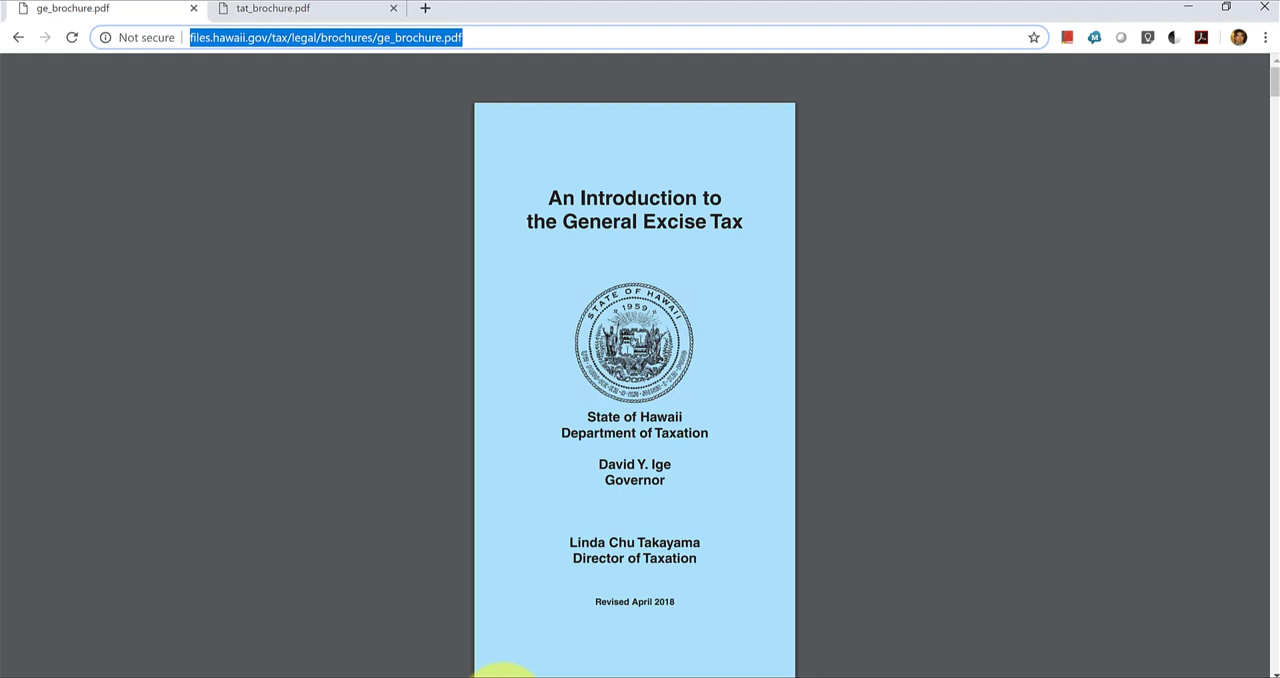 ge_brochure.pdf
tat_brochure.pdf
Not secure
files.hawaii.gov/tax/legal/brochures/ge_brochure.pdf
An Introduction to
the General Excise Tax
STATE OF HAWAII
1959
State of Hawaii
Department of Taxation
David Y. Ige
Governor
Linda Chu Takayama
Director of Taxation
Revised April 2018